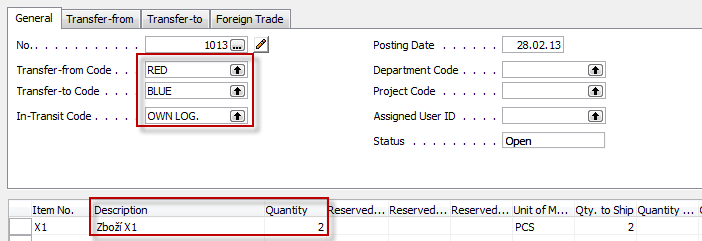 General Transfer-from Transfer-to Foreign Trade
No. . . . . . . . . . . 1013 ... Posting Date . . . . . . . 28.02.13
Transfer-from Code . . . RED Department Code . . . .
Transfer-to Code . . . . BLUE Project Code . . . . . . .
In-Transit Code . . . . . OWN LOG. Assigned User ID . . . .
Status . . . . . . . . . . Open
Item No. Description Quantity Reserved... Reserved... Reserved... Unit of M... Qty. to Ship Quantity ...
X1 Zboží X1 2 PCS 2